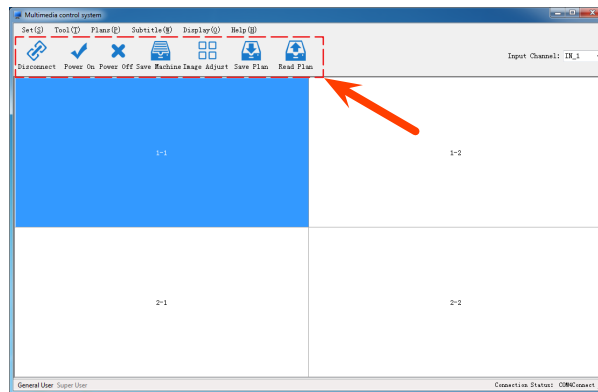 Multimedia control system
Set(S) Tool(T) Plans(P) Subtitle(W) Display(O) Help(H)
Disconnect Power On Power Off Save Machine Image Adjust Save Plan Read Plan
Input Channel: IN_1
1-1 1-2
2-1 2-2
General User Super User Connection Status: COM4Connect